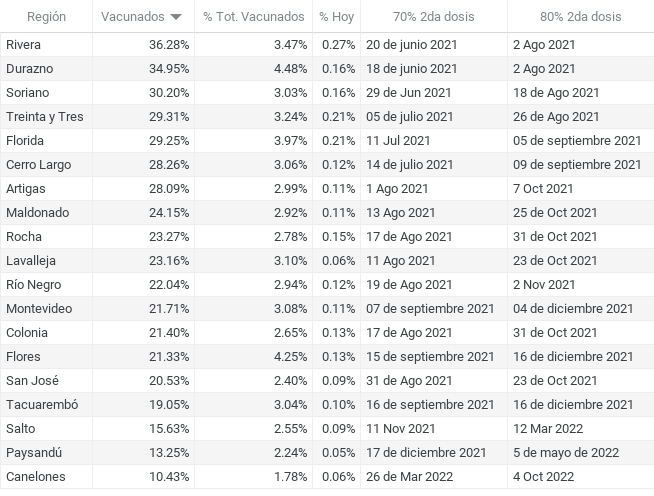 Región Vacunados % Tot. Vacunados % Hoy 70% 2da dosis 80% 2da dosis
Rivera 36.28% 3.47% 0.27% 20 de junio 2021 2 Ago 2021
Durazno 34.95% 4.48% 0.16% 18 de junio 2021 2 Ago 2021
Soriano 30.20% 3.03% 0.16% 29 de Jun 2021 18 de Ago 2021
Treinta y Tres 29.31% 3.24% 0.21% 05 de julio 2021 26 de Ago 2021
Florida 29.25% 3.97% 0.21% 11 Jul 2021 05 de septiembre 2021
Cerro Largo 28.26% 3.06% 0.12% 14 de julio 2021 09 de septiembre 2021
Artigas 28.09% 2.99% 0.11% 1 Ago 2021 7 Oct 2021
Maldonado 24.15% 2.92% 0.11% 13 Ago 2021 25 de Oct 2021
Rocha 23.27% 2.78% 0.15% 17 de Ago 2021 31 de Oct 2021
Lavalleja 23.16% 3.10% 0.06% 11 Ago 2021 23 de Oct 2021
Río Negro 22.04% 2.94% 0.12% 19 de Ago 2021 2 Nov 2021
Montevideo 21.71% 3.08% 0.11% 07 de septiembre 2021 04 de diciembre 2021
Colonia 21.40% 2.65% 0.13% 17 de Ago 2021 31 de Oct 2021
Flores 21.33% 4.25% 0.13% 15 de septiembre 2021 16 de diciembre 2021
San José 20.53% 2.40% 0.09% 31 de Ago 2021 23 de Oct 2021
Tacuarembó 19.05% 3.04% 0.10% 16 de septiembre 2021 16 de diciembre 2021
Salto 15.63% 2.55% 0.09% 11 Nov 2021 12 Mar 2022
Paysandú 13.25% 2.24% 0.05% 17 de diciembre 2021 5 de mayo de 2022
Canelones 10.43% 1.78% 0.06% 26 de Mar 2022 4 Oct 2022